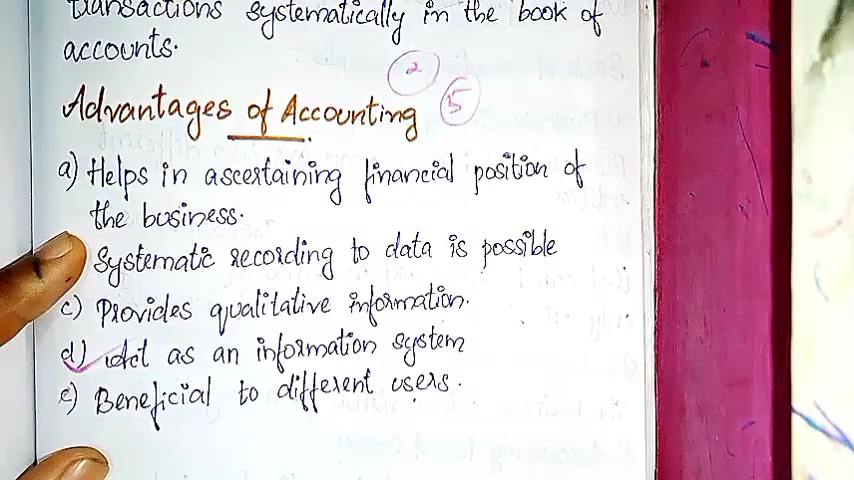 transactions systematically in the book of
accounts.
2
Advantages of Accounting 5
a) Helps in ascertaining financial position of
the business.
Systematic recording to data is possible
c) Provides qualitative information.
d) Act as an information system
e) Beneficial to different users.